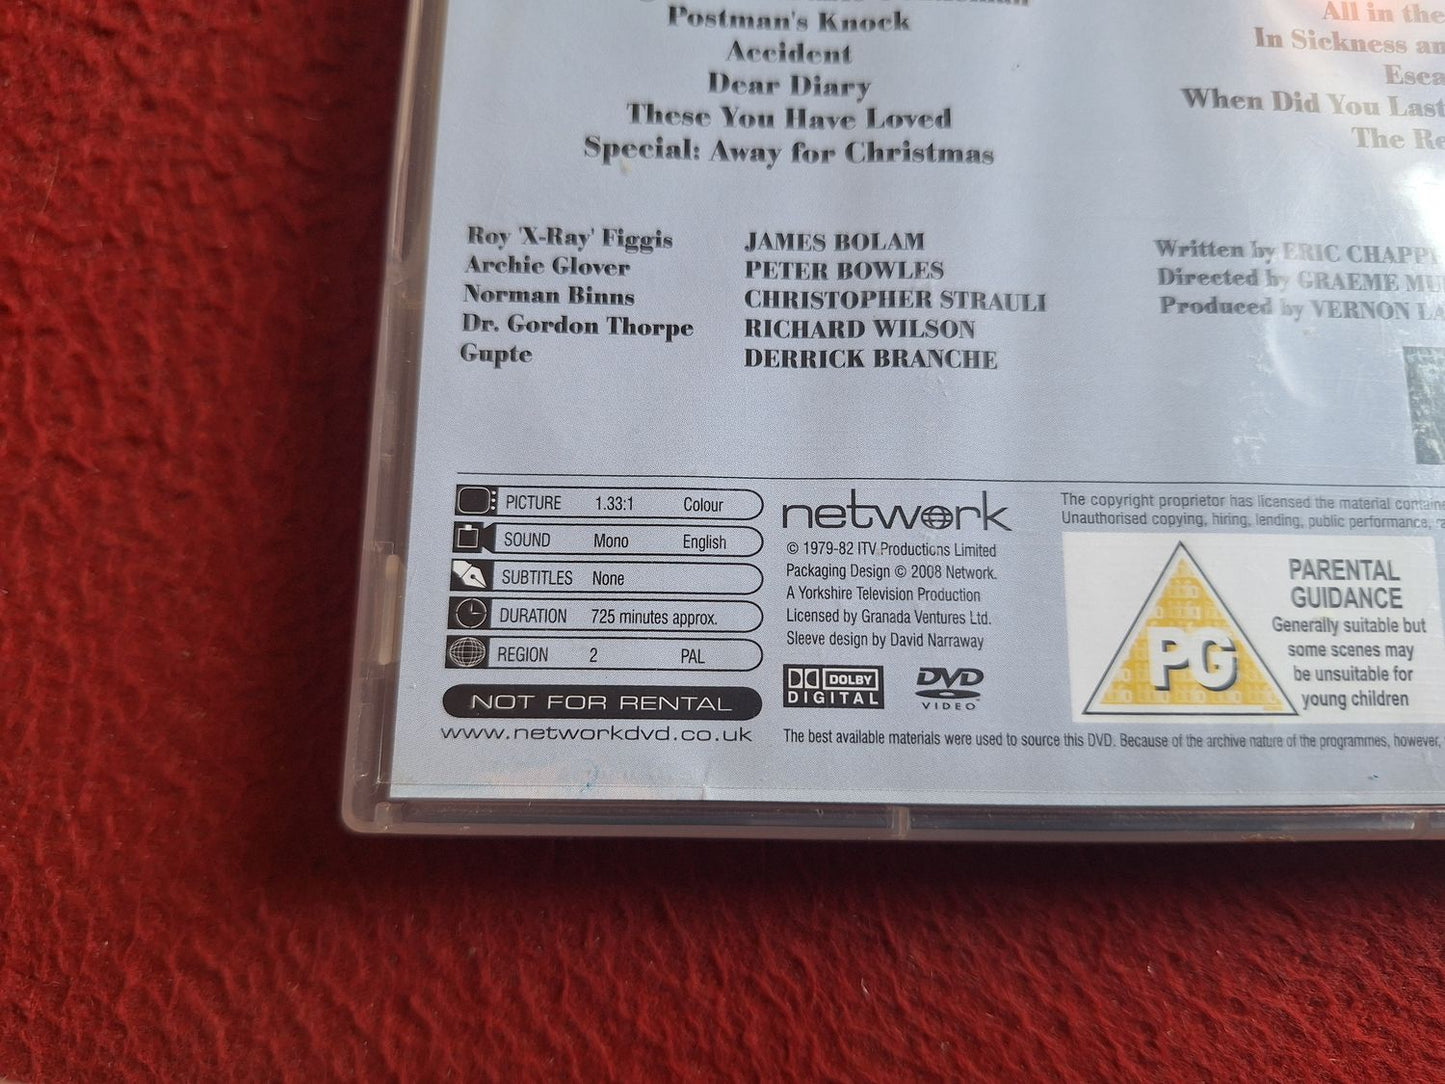 Postman's Knock
Accident
Dear Diary
These You Have Loved
Special: Away for Christmas
All in the
In Sickness
When Did You Last
The
Roy 'X-Ray' Figgis JAMES BOLAM
Archie Glover PETER BOWLES
Norman Binns CHRISTOPHER STRAULI
Dr. Gordon Thorpe RICHARD WILSON
Gupte DERRICK BRANCHE
Written by ERIC
Directed by GRAEME
Produced by VERNON
PICTURE 1.33:1 Colour
SOUND Mono English
SUBTITLES None
DURATION 725 minutes approx.
REGION 2 PAL
NOT FOR RENTAL
www.networkdvd.co.uk
network
© 1979-82 ITV Productions Limited
Packaging Design © 2008 Network.
A Yorkshire Television Production
Licensed by Granada Ventures Ltd.
Sleeve design by David Narraway
DOLBY
DIGITAL
DVD
VIDEO
The copyright proprietor has licensed the material
Unauthorised copying, hiring, lending, public performance,
PG
PARENTAL
GUIDANCE
Generally suitable but
some scenes may
be unsuitable for
young children
The best available materials were used to source this DVD. Because of the archive nature of the programmes, however,